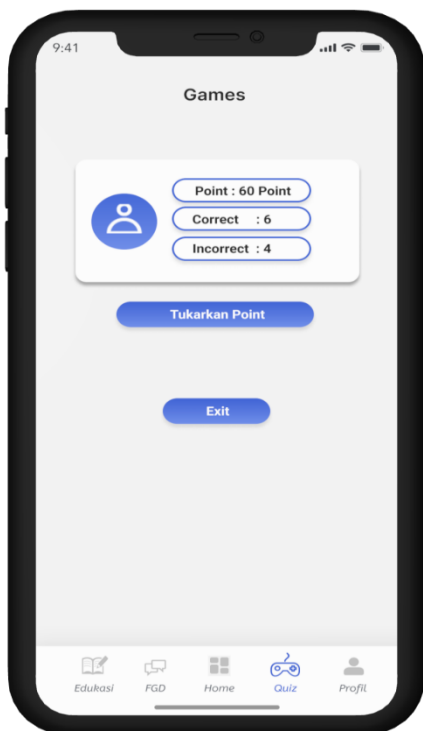 9:41
Games
Point : 60 Point
Correct : 6
Incorrect : 4
Tukarkan Point
Exit
Edukasi FGD Home Quiz Profil